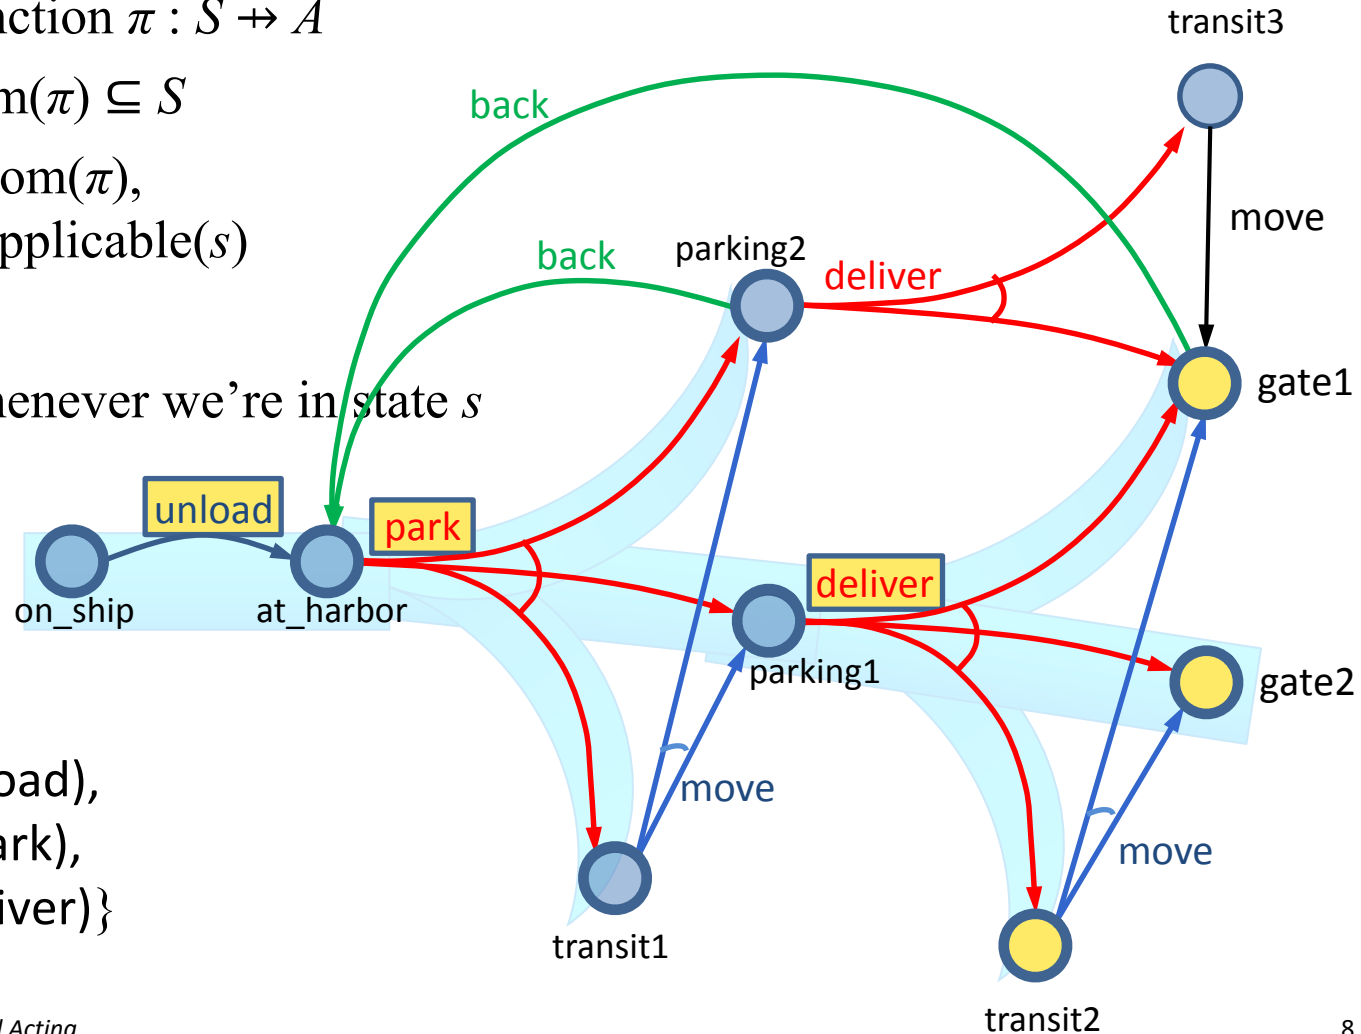 nction π : S ⇸ A
m(π) ⊆ S
om(π),
pplicable(s)
henever we're in state s
oad),
ark),
iver)}
transit3
back
move
back
parking2
deliver
gate1
unload
park
deliver
on_ship
at_harbor
parking1
gate2
move
move
transit1
transit2
d Acting
8